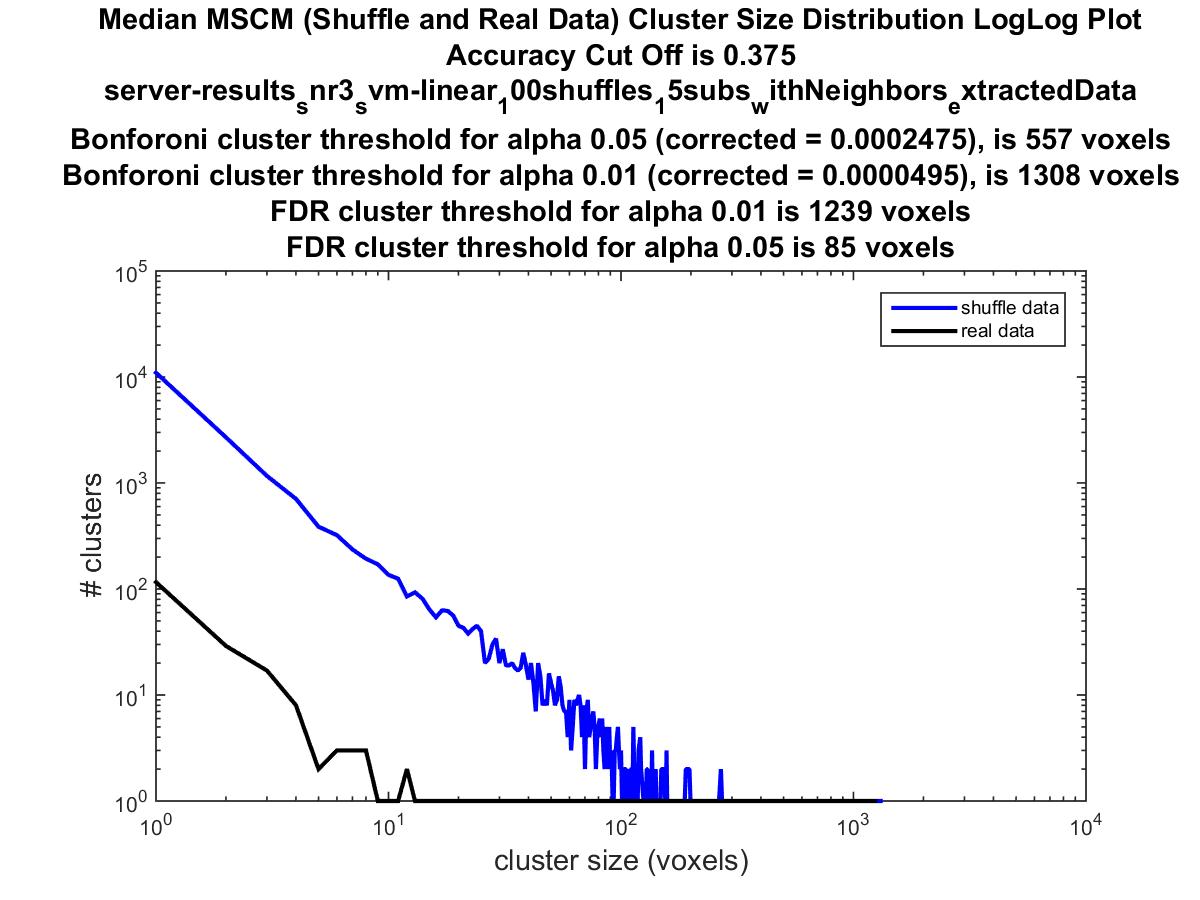 Median MSCM (Shuffle and Real Data) Cluster Size Distribution LogLog Plot
Accuracy Cut Off is 0.375
server-results_snr3_svm-linear_100shuffles_15subs_withNeighbors_extractedData
Bonforoni cluster threshold for alpha 0.05 (corrected = 0.0002475), is 557 voxels
Bonforoni cluster threshold for alpha 0.01 (corrected = 0.0000495), is 1308 voxels
FDR cluster threshold for alpha 0.01 is 1239 voxels
FDR cluster threshold for alpha 0.05 is 85 voxels
10^5
10^4
10^3
10^2
10^1
10^0
# clusters
shuffle data
real data
10^0 10^1 10^2 10^3 10^4
cluster size (voxels)